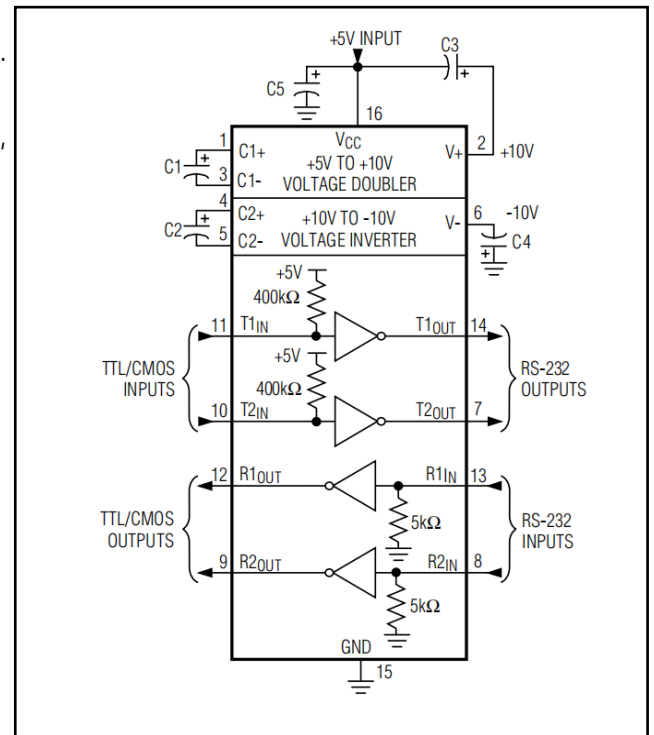 +5V INPUT
C3
C5
+
+
16
VCC
1
C1+
+5V TO +10V
VOLTAGE DOUBLER
V+
2
+10V
C1
+
3
C1-
4
C2+
+10V TO -10V
VOLTAGE INVERTER
V-
6
-10V
C2
+
5
C2-
C4
+
+5V
400kΩ
11
T1IN
T1OUT
14
TTL/CMOS
INPUTS
+5V
400kΩ
RS-232
OUTPUTS
10
T2IN
T2OUT
7
12
R1OUT
R1IN
13
TTL/CMOS
OUTPUTS
5kΩ
RS-232
INPUTS
9
R2OUT
R2IN
8
5kΩ
GND
15